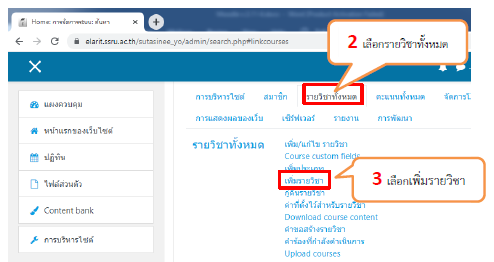 Home: การจัดการระบบ: ค้นหา
elarit.ssru.ac.th/sutasinee_yo/admin/search.php#linkcourses
2 เลือกรายวิชาทั้งหมด
การบริหารไซต์ สมาชิก รายวิชาทั้งหมด คะแนนทั้งหมด
การแสดงผลของเว็บ เซิร์ฟเวอร์ รายงาน การพัฒนา
แผงควบคุม
หน้าแรกของเว็บไซต์
ปฏิทิน
ไฟล์ส่วนตัว
Content bank
การบริหารไซต์
รายวิชาทั้งหมด
เพิ่ม/แก้ไข รายวิชา
Course custom fields
เพิ่มประเภท
เพิ่มรายวิชา
3 เลือกเพิ่มรายวิชา
กู้คืนรายวิชา
ค่าที่ตั้งไว้สำหรับรายวิชา
Download course content
คำขอสร้างรายวิชา
คำร้องที่กำลังดำเนินการ
Upload courses